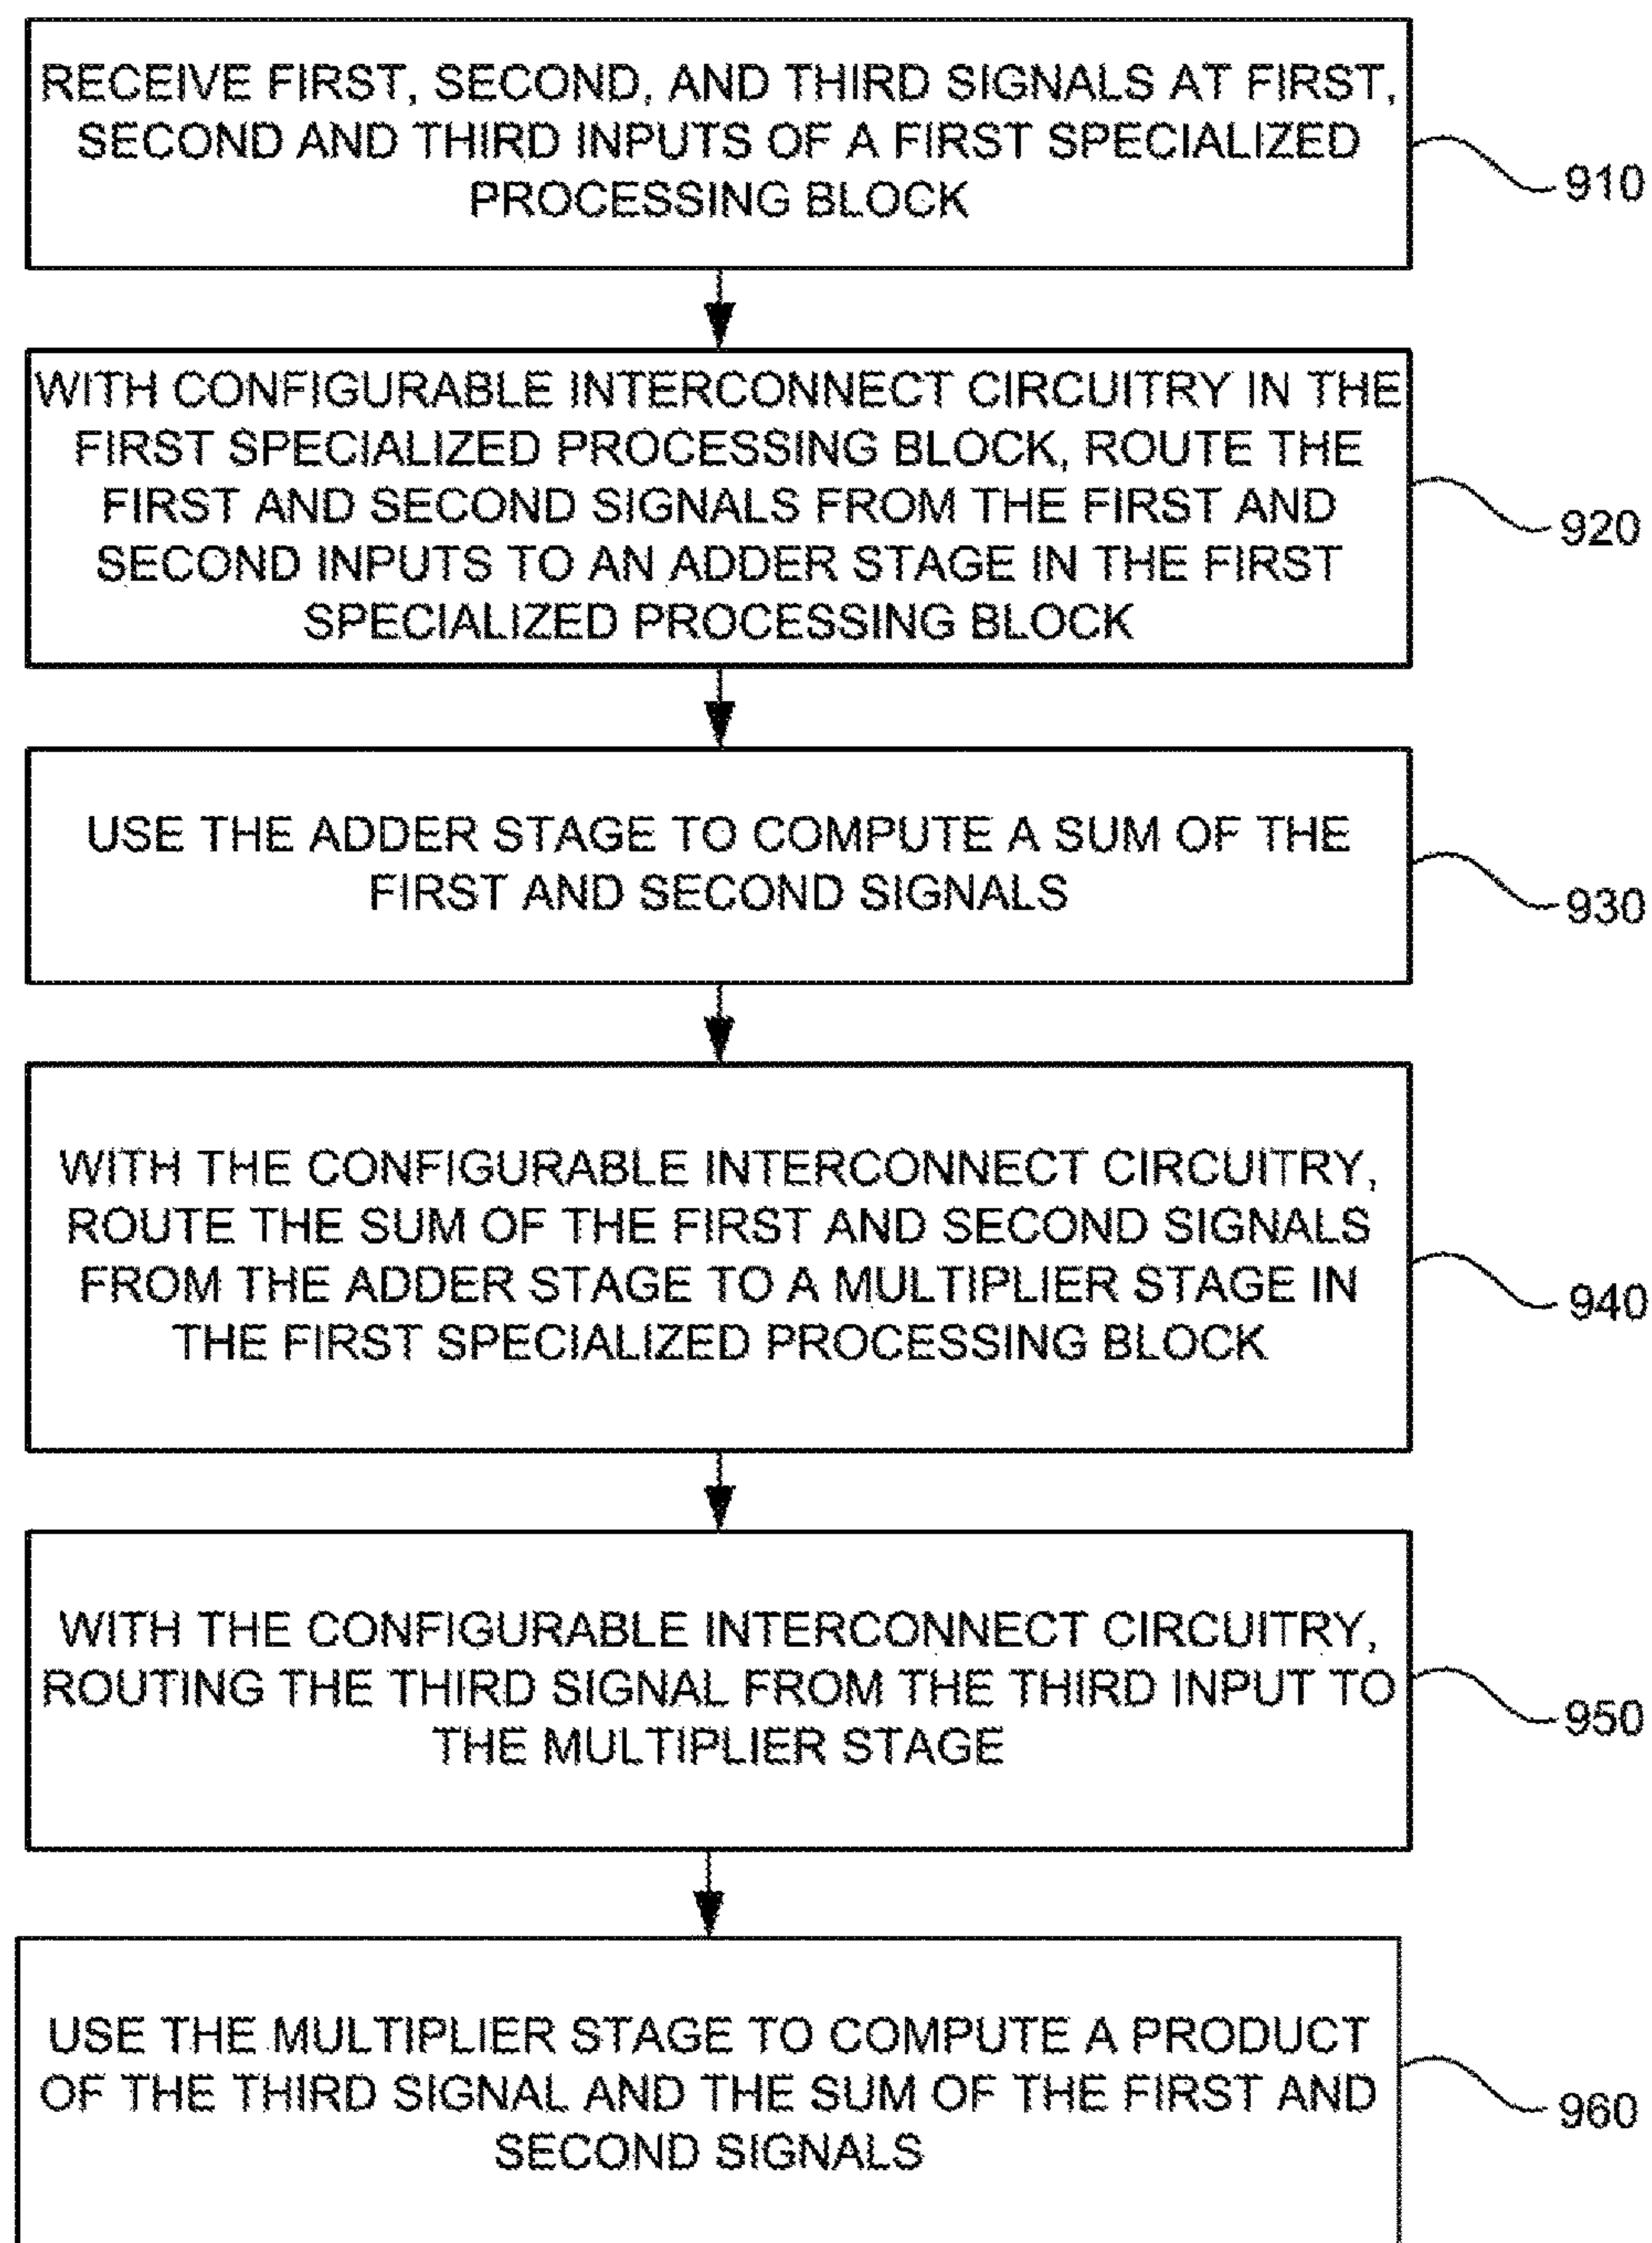 RECEIVE FIRST, SECOND, AND THIRD SIGNALS AT FIRST,
SECOND AND THIRD INPUTS OF A FIRST SPECIALIZED
PROCESSING BLOCK
910
WITH CONFIGURABLE INTERCONNECT CIRCUITRY IN THE
FIRST SPECIALIZED PROCESSING BLOCK, ROUTE THE
FIRST AND SECOND SIGNALS FROM THE FIRST AND
SECOND INPUTS TO AN ADDER STAGE IN THE FIRST
SPECIALIZED PROCESSING BLOCK
920
USE THE ADDER STAGE TO COMPUTE A SUM OF THE
FIRST AND SECOND SIGNALS
930
WITH THE CONFIGURABLE INTERCONNECT CIRCUITRY,
ROUTE THE SUM OF THE FIRST AND SECOND SIGNALS
FROM THE ADDER STAGE TO A MULTIPLIER STAGE IN
THE FIRST SPECIALIZED PROCESSING BLOCK
940
WITH THE CONFIGURABLE INTERCONNECT CIRCUITRY,
ROUTING THE THIRD SIGNAL FROM THE THIRD INPUT TO
THE MULTIPLIER STAGE
950
USE THE MULTIPLIER STAGE TO COMPUTE A PRODUCT
OF THE THIRD SIGNAL AND THE SUM OF THE FIRST AND
SECOND SIGNALS
960